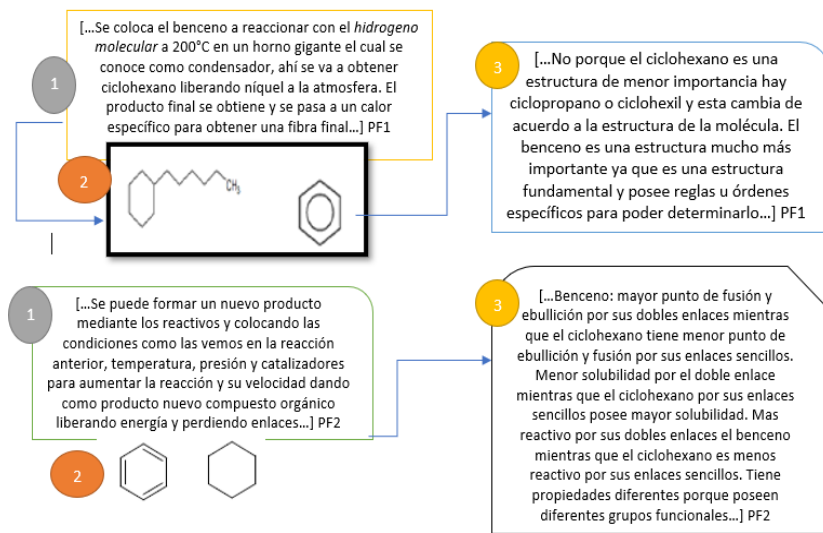 […Se coloca el benceno a reaccionar con el hidrogeno
molecular a 200°C en un horno gigante el cual se
conoce como condensador, ahí se va a obtener
ciclohexano liberando níquel a la atmosfera. El
producto final se obtiene y se pasa a un calor
específico para obtener una fibra final…] PF1
1
2
CH3
3
[…No porque el ciclohexano es una
estructura de menor importancia hay
ciclopropano o ciclohexil y esta cambia de
acuerdo a la estructura de la molécula. El
benceno es una estructura mucho más
importante ya que es una estructura
fundamental y posee reglas u órdenes
específicos para poder determinarlo…] PF1
1
[…Se puede formar un nuevo producto
mediante los reactivos y colocando las
condiciones como las vemos en la reacción
anterior, temperatura, presión y catalizadores
para aumentar la reacción y su velocidad dando
como producto nuevo compuesto orgánico
liberando energía y perdiendo enlaces…] PF2
2
3
[…Benceno: mayor punto de fusión y
ebullición por sus dobles enlaces mientras
que el ciclohexano tiene menor punto de
ebullición y fusión por sus enlaces sencillos.
Menor solubilidad por el doble enlace
mientras que el ciclohexano por sus enlaces
sencillos posee mayor solubilidad. Mas
reactivo por sus dobles enlaces el benceno
mientras que el ciclohexano es menos
reactivo por sus enlaces sencillos. Tiene
propiedades diferentes porque poseen
diferentes grupos funcionales…] PF2